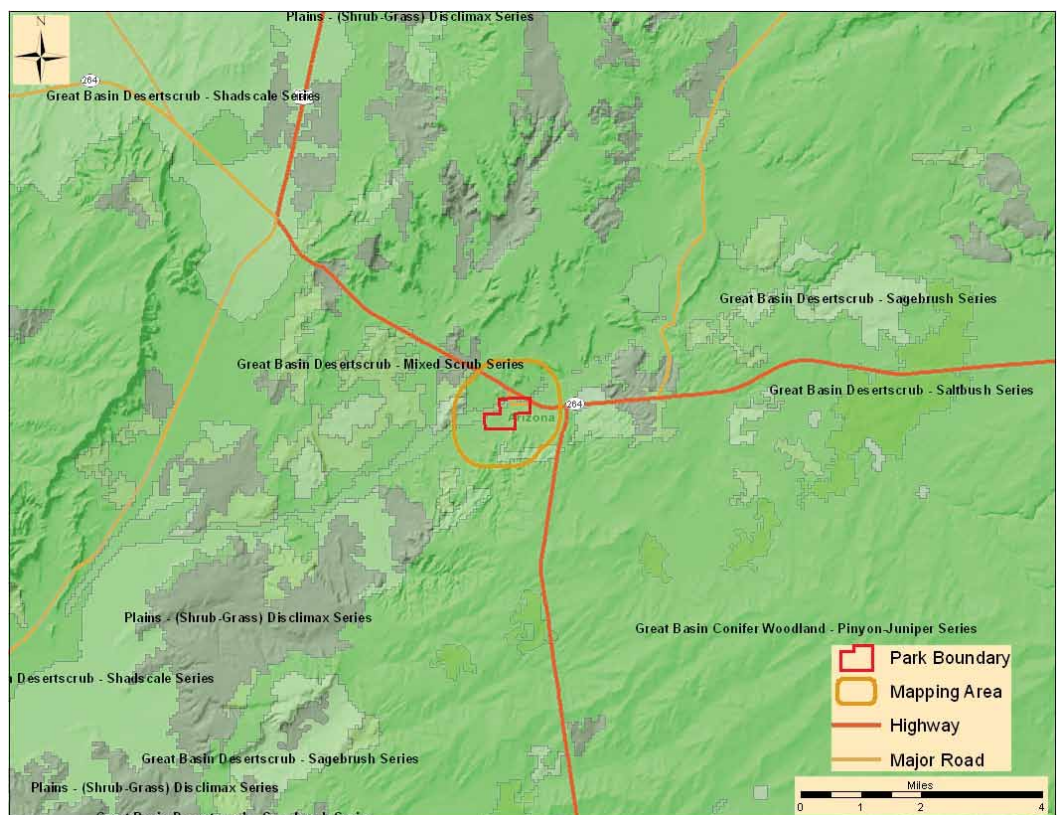 N
Plains - (Shrub-Grass) Disclimax Series
264
Great Basin Desertscrub - Shadscale Series
Great Basin Desertscrub - Sagebrush Series
Great Basin Desertscrub - Mixed Scrub Series
Great Basin Desertscrub - Saltbush Series
264
Arizona
Plains - (Shrub-Grass) Disclimax Series
Great Basin Conifer Woodland - Pinyon-Juniper Series
Desertscrub - Shadscale Series
Great Basin Desertscrub - Sagebrush Series
Plains - (Shrub-Grass) Disclimax Series
Park Boundary
Mapping Area
Highway
Major Road
Miles
0 1 2 4